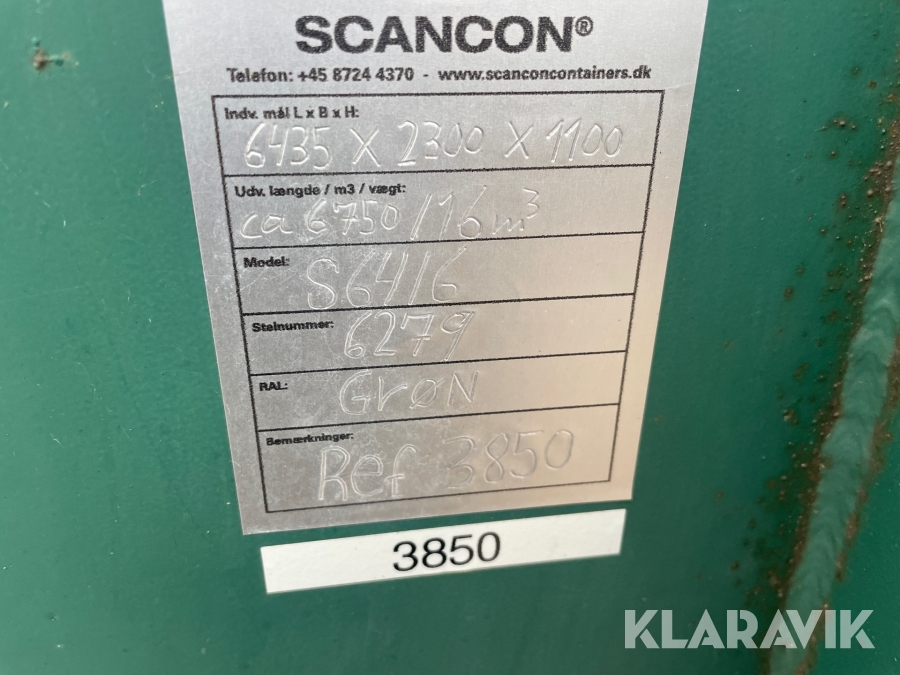 SCANCON®
Telefon: +45 8724 4370 - www.scanconcontainers.dk
Indv. mål L x B x H:
6435 x 2300 x 1100
Udv. længde / m3 / vægt:
ca 6750/16 m³
Model:
S6416
Stelnummer:
6279
RAL:
GrøN
Bemærkninger:
Ref 3850
3850
KLARAVIK